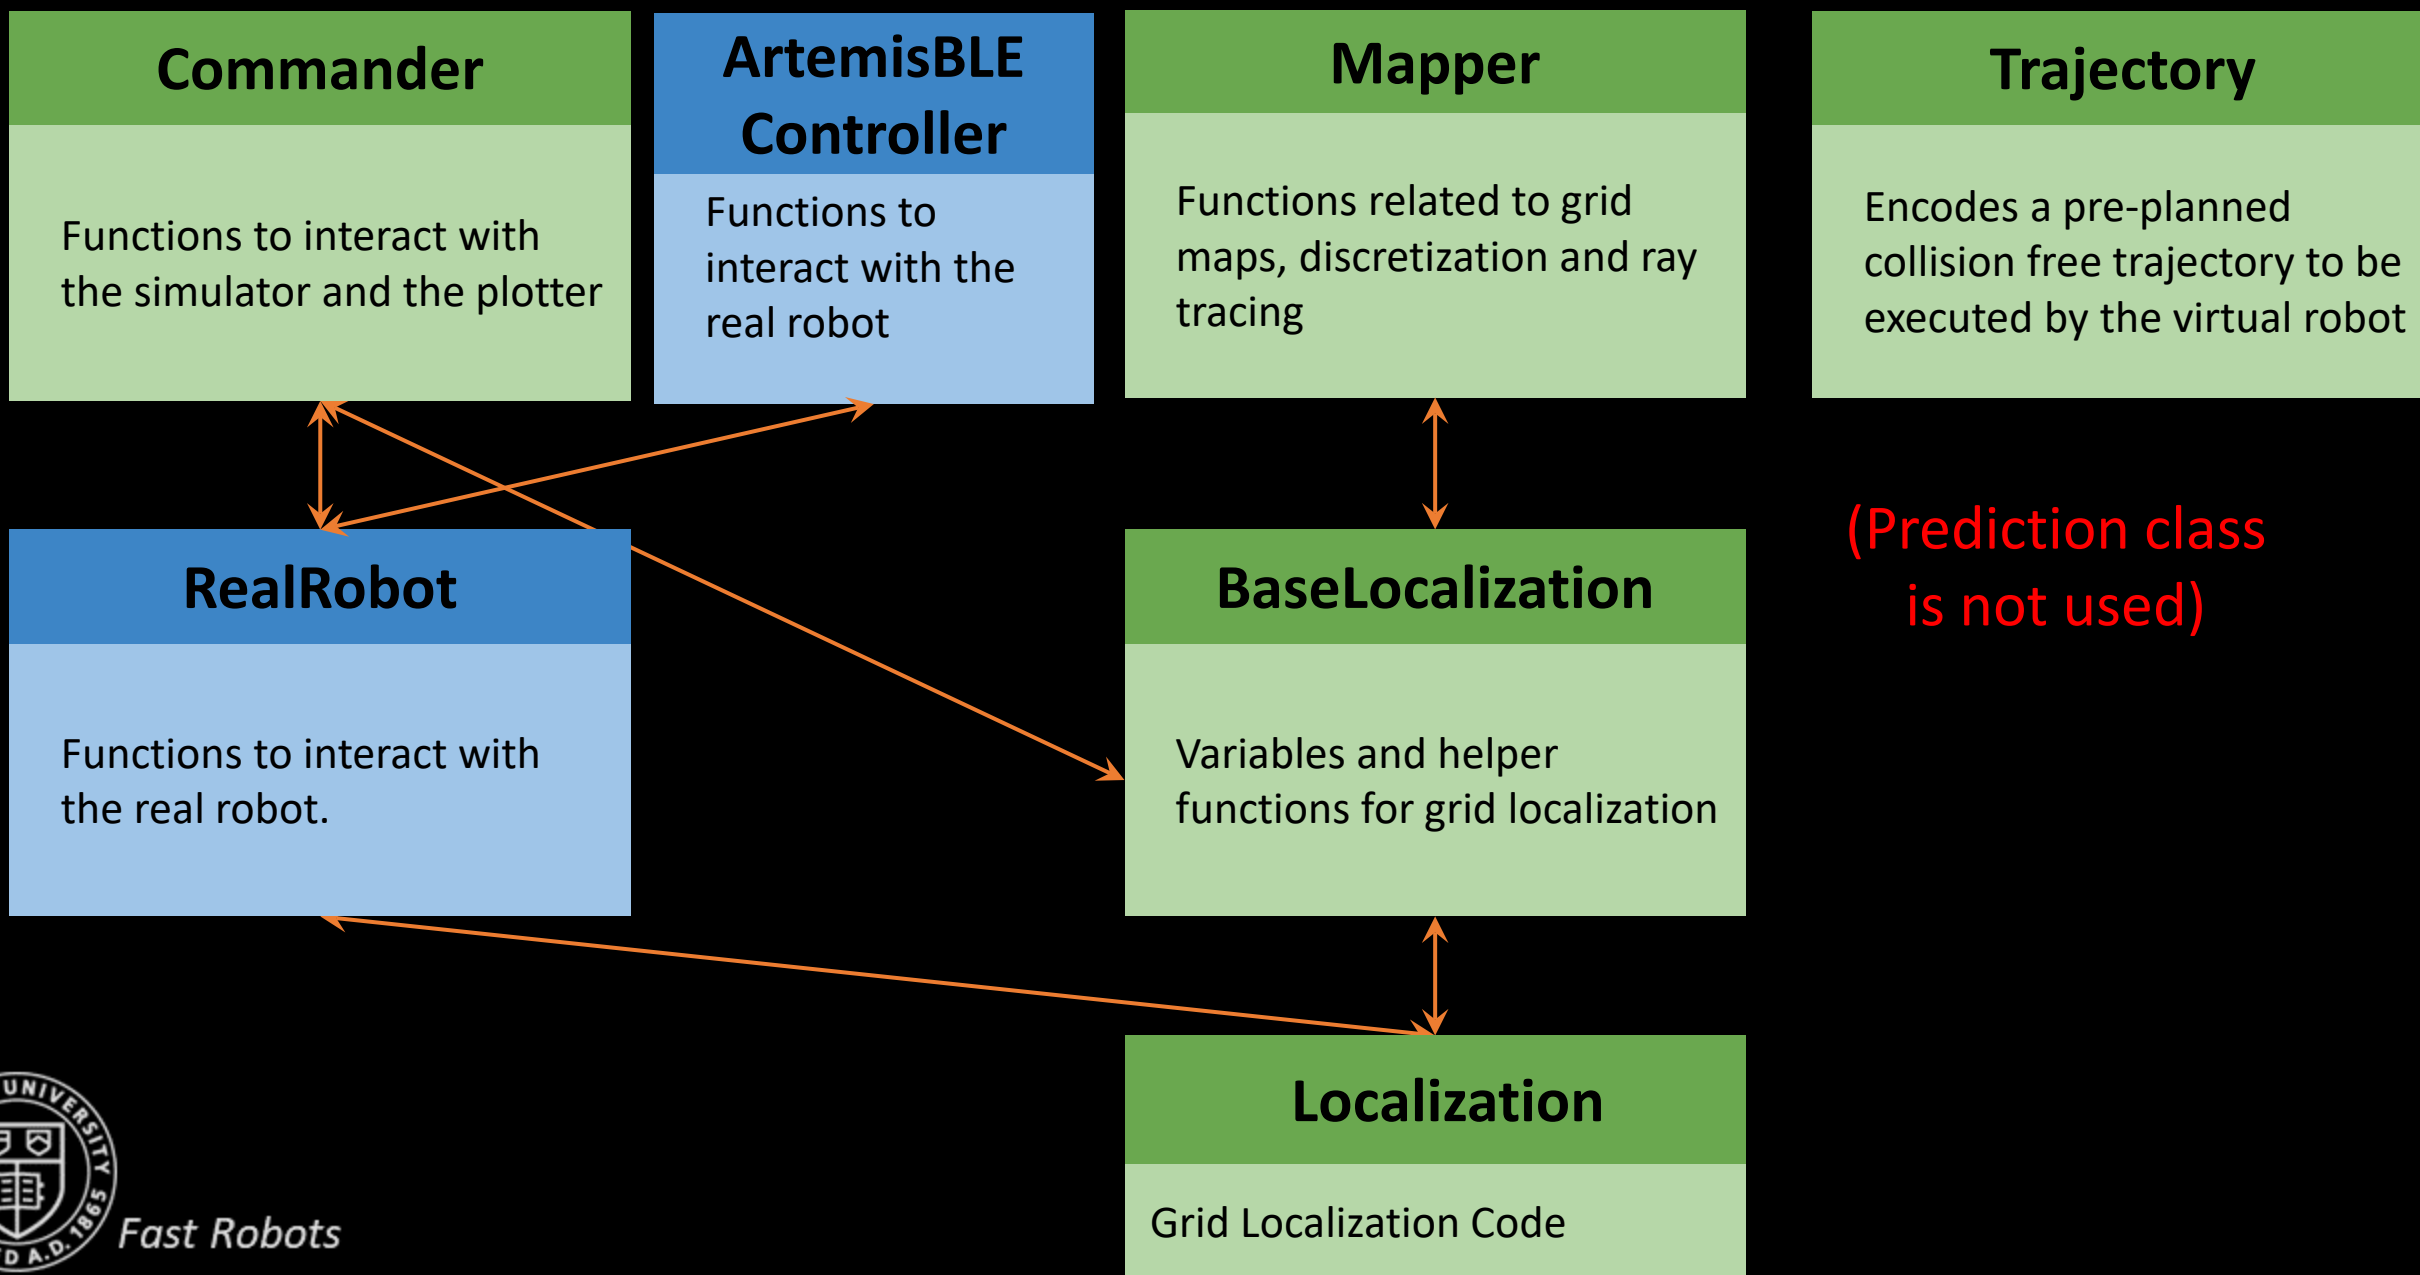 Commander
Functions to interact with
the simulator and the plotter
ArtemisBLE
Controller
Functions to
interact with the
real robot
Mapper
Functions related to grid
maps, discretization and ray
tracing
Trajectory
Encodes a pre-planned
collision free trajectory to be
executed by the virtual robot
RealRobot
Functions to interact with
the real robot.
BaseLocalization
Variables and helper
functions for grid localization
(Prediction class
is not used)
Localization
Grid Localization Code
UNIVERSITY
A.D. 1865
Fast Robots